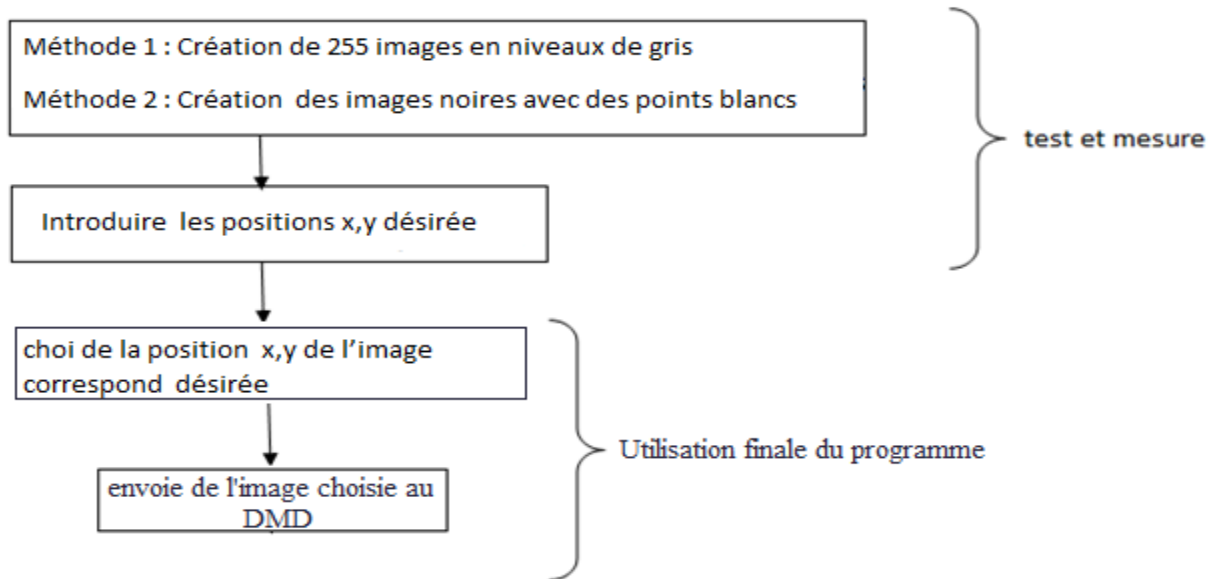 Méthode 1 : Création de 255 images en niveaux de gris
Méthode 2 : Création des images noires avec des points blancs
test et mesure
Introduire les positions x,y désirée
choi de la position x,y de l'image
correspond désirée
Utilisation finale du programme
envoie de l'image choisie au
DMD